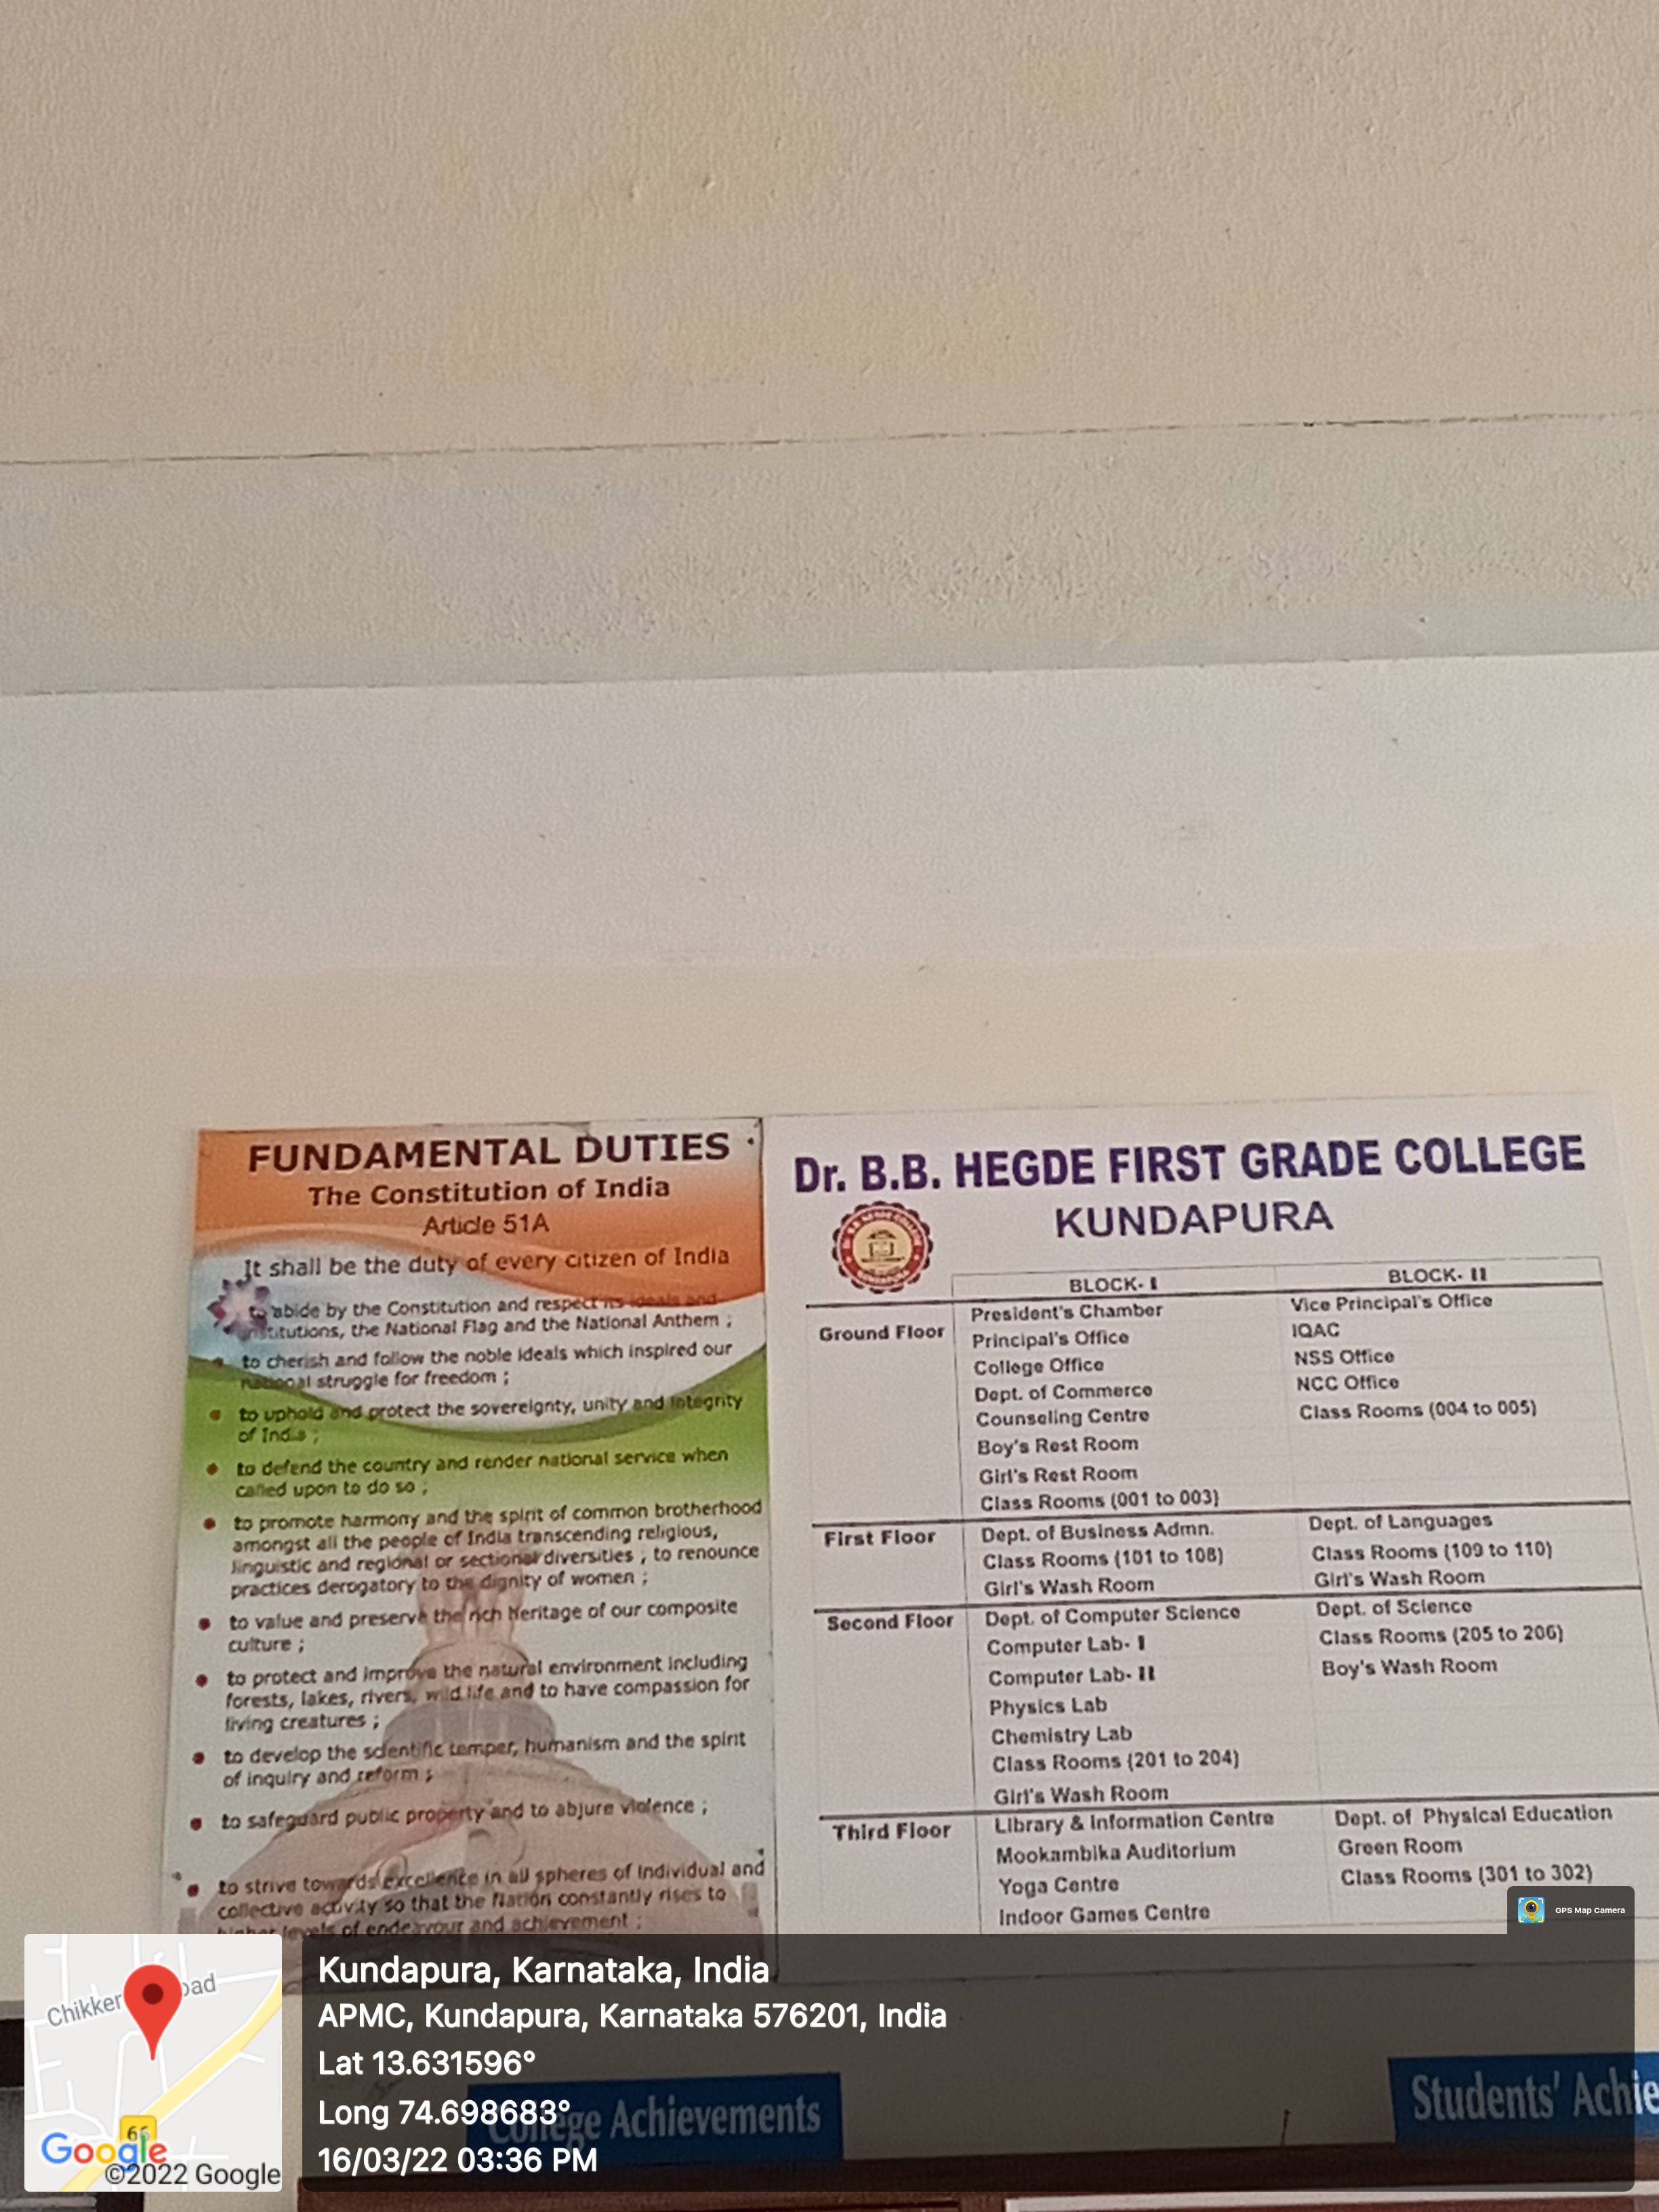 FUNDAMENTAL DUTIES
The Constitution of India
Article 51A
It shall be the duty of every citizen of India
to abide by the Constitution and respect its ideals and
institutions, the National Flag and the National Anthem ;
to cherish and follow the noble ideals which inspired our
national struggle for freedom ;
to uphold and protect the sovereignty, unity and integrity
of India ;
to defend the country and render national service when
called upon to do so ;
to promote harmony and the spirit of common brotherhood
amongst all the people of India transcending religious,
linguistic and regional or sectional diversities ; to renounce
practices derogatory to the dignity of women ;
to value and preserve the rich heritage of our composite
culture ;
to protect and improve the natural environment including
forests, lakes, rivers, wild life and to have compassion for
living creatures ;
to develop the scientific temper, humanism and the spirit
of inquiry and reform ;
to safeguard public property and to abjure violence ;
to strive towards excellence in all spheres of individual and
collective activity so that the Nation constantly rises to
higher levels of endeavour and achievement ;
Dr. B.B. HEGDE FIRST GRADE COLLEGE
KUNDAPURA
BLOCK- I BLOCK- II
Ground Floor President's Chamber Vice Principal's Office
Principal's Office IQAC
College Office NSS Office
Dept. of Commerce NCC Office
Counseling Centre Class Rooms (004 to 005)
Boy's Rest Room
Girl's Rest Room
Class Rooms (001 to 003)
First Floor Dept. of Business Admn. Dept. of Languages
Class Rooms (101 to 108) Class Rooms (109 to 110)
Girl's Wash Room Girl's Wash Room
Second Floor Dept. of Computer Science Dept. of Science
Computer Lab- I Class Rooms (205 to 206)
Computer Lab- II Boy's Wash Room
Physics Lab
Chemistry Lab
Class Rooms (201 to 204)
Girl's Wash Room
Third Floor Library & Information Centre Dept. of Physical Education
Mookambika Auditorium Green Room
Yoga Centre Class Rooms (301 to 302)
Indoor Games Centre
GPS Map Camera
Kundapura, Karnataka, India
APMC, Kundapura, Karnataka 576201, India
Lat 13.631596°
Long 74.698683°
16/03/22 03:36 PM
College Achievements
Students' Achie
Chikker oad
66
Google
©2022 Google